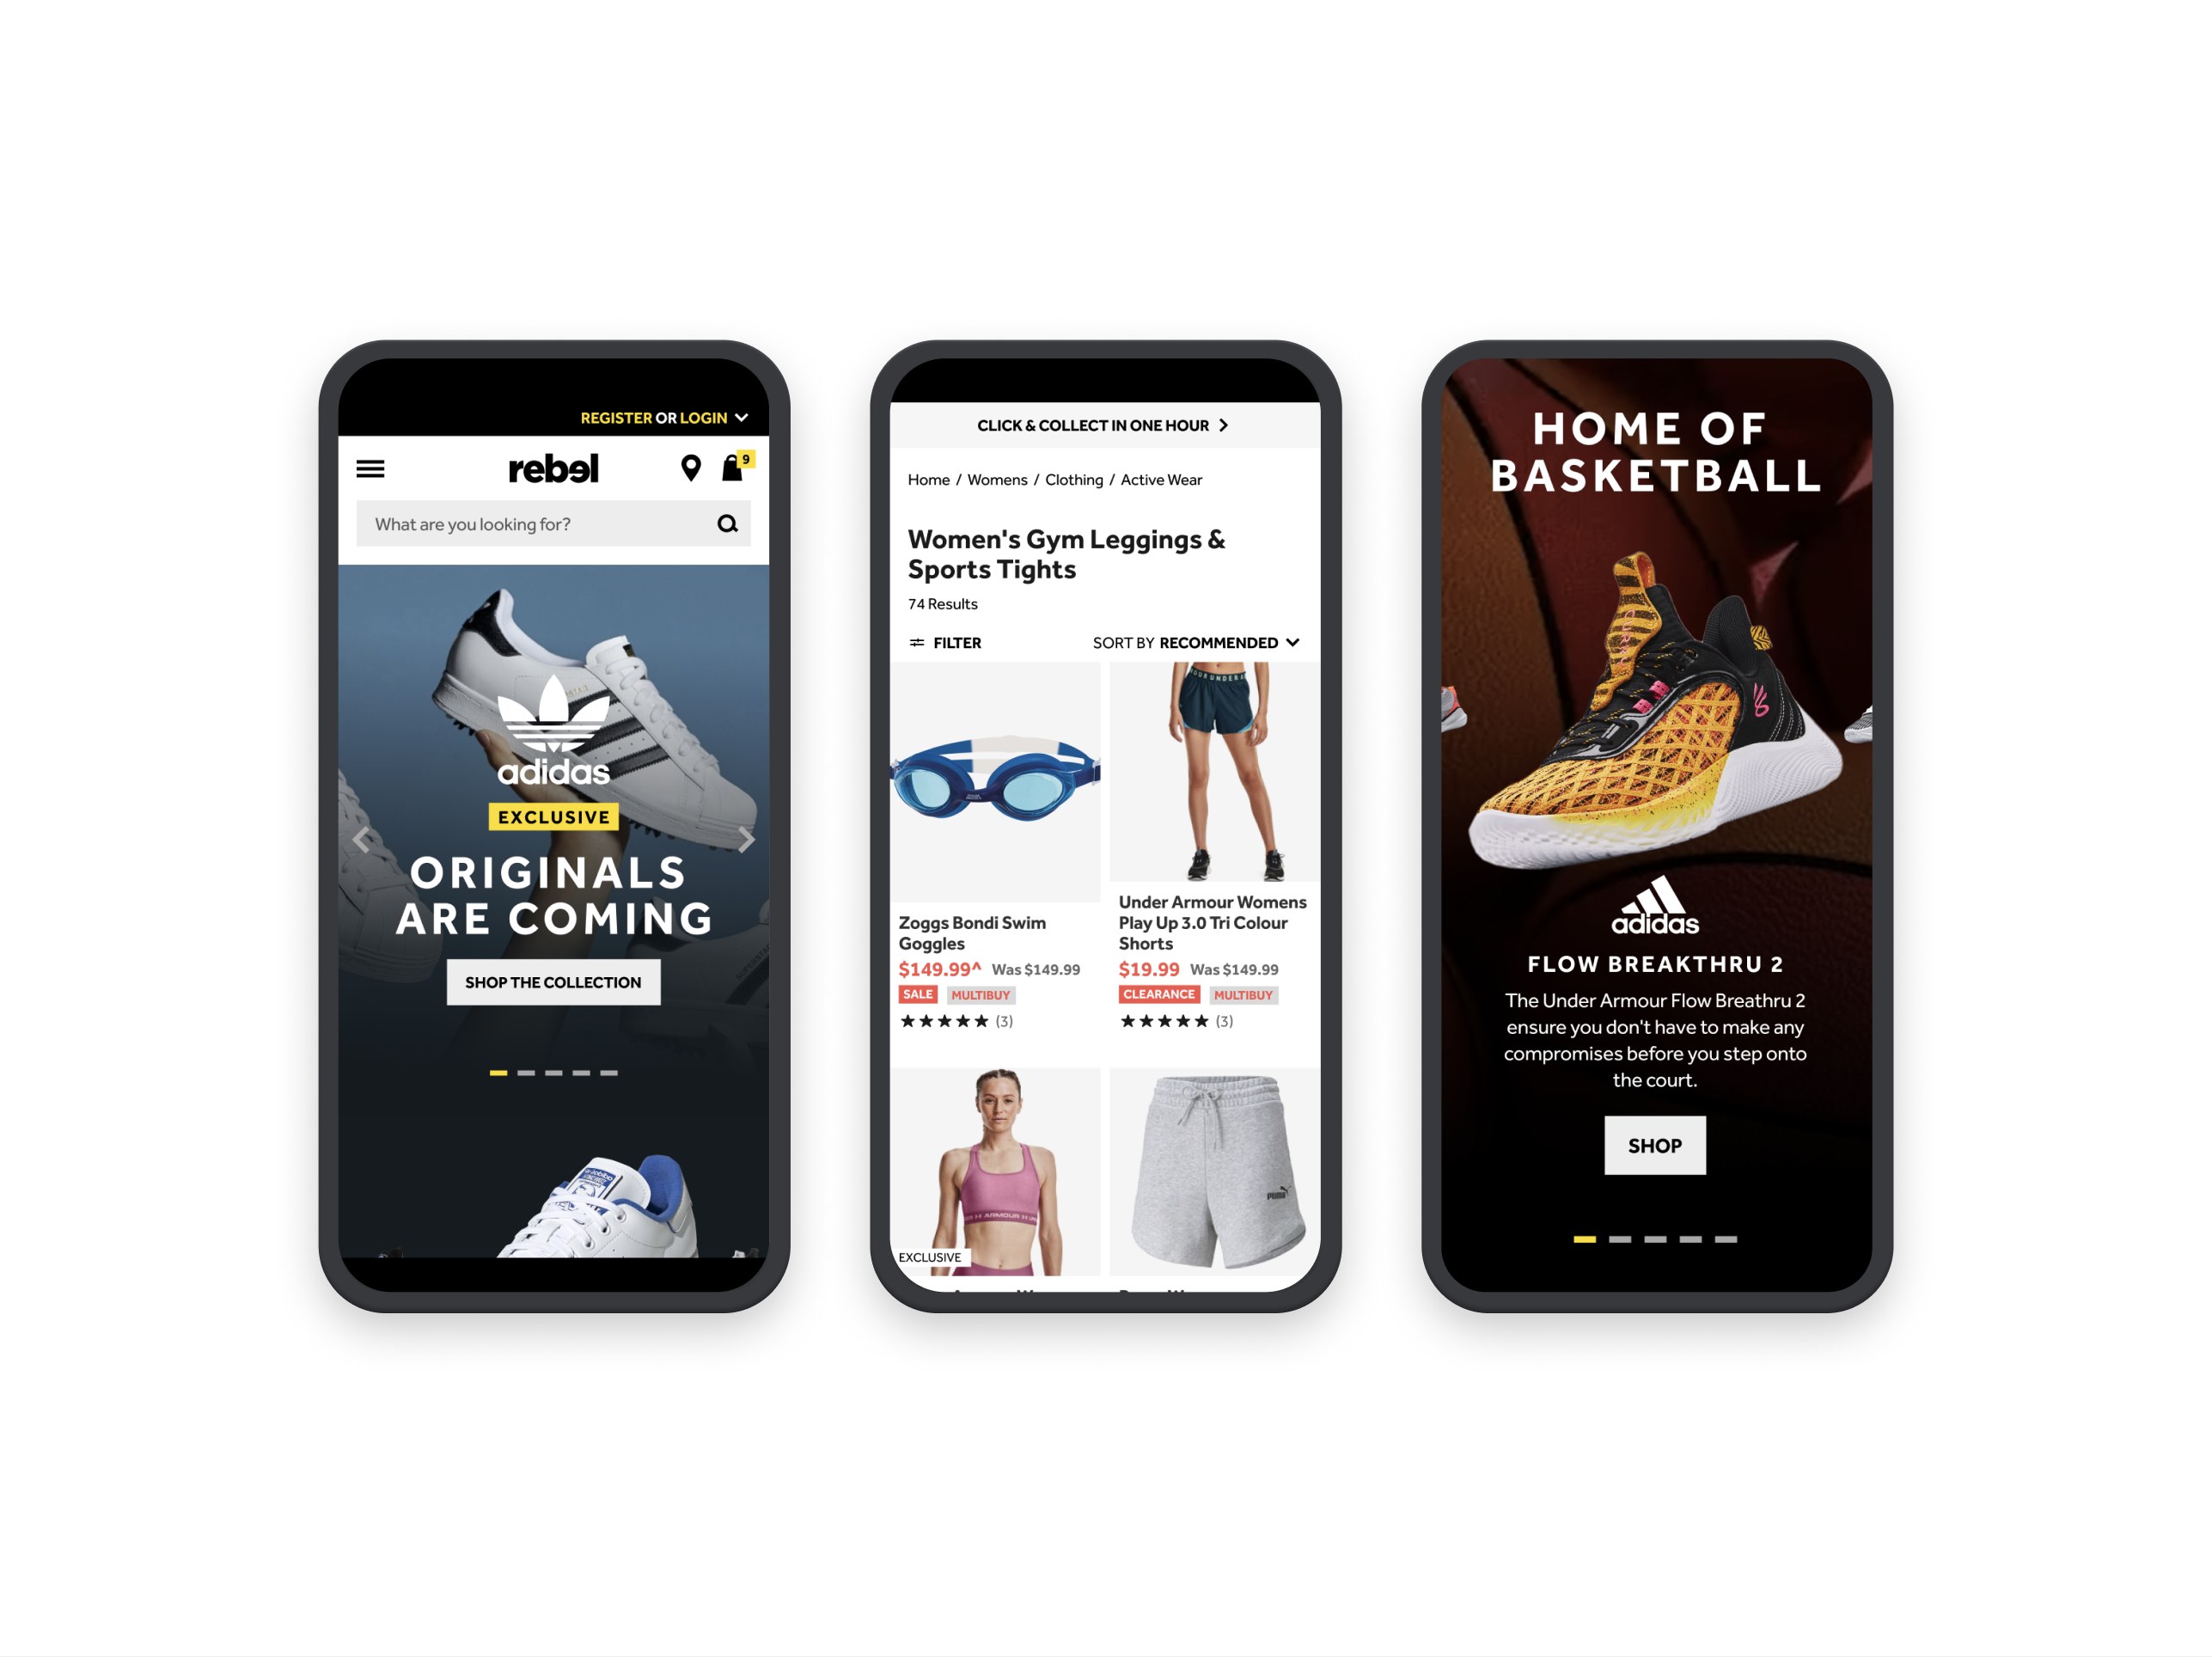 REGISTER OR LOGIN
rebel
9
What are you looking for?
adidas
EXCLUSIVE
ORIGINALS
ARE COMING
SHOP THE COLLECTION
CLICK & COLLECT IN ONE HOUR
Home / Womens / Clothing / Active Wear
Women's Gym Leggings &
Sports Tights
74 Results
FILTER
SORT BY RECOMMENDED
Zoggs Bondi Swim
Goggles
$149.99^ Was $149.99
SALE MULTIBUY
(3)
Under Armour Womens
Play Up 3.0 Tri Colour
Shorts
$19.99 Was $149.99
CLEARANCE MULTIBUY
(3)
ARMOUR
EXCLUSIVE
PUMA
HOME OF
BASKETBALL
adidas
FLOW BREAKTHRU 2
The Under Armour Flow Breathru 2
ensure you don't have to make any
compromises before you step onto
the court.
SHOP